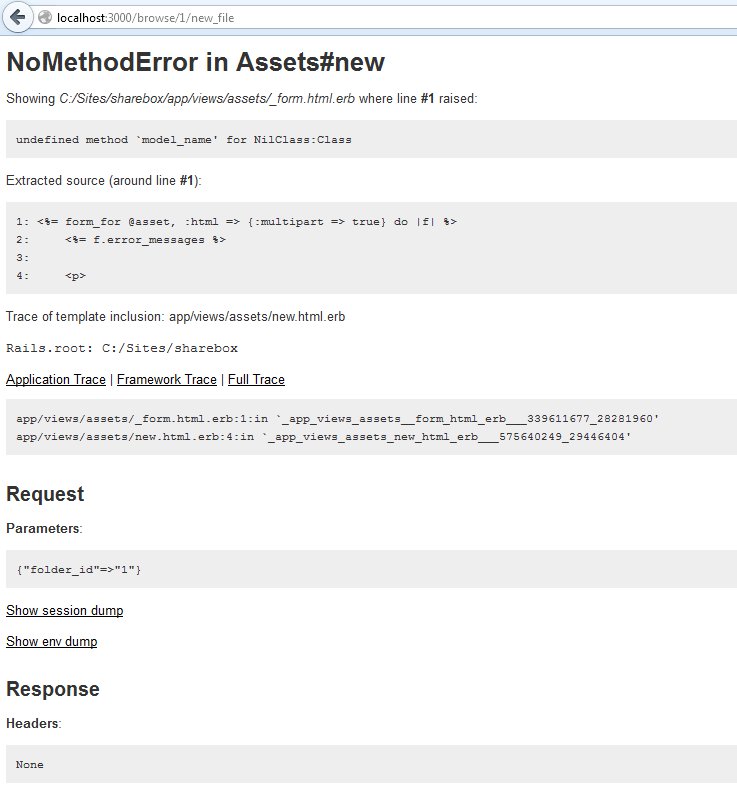 localhost:3000/browse/1/new_file
NoMethodError in Assets#new
Showing C:/Sites/sharebox/app/views/assets/_form.html.erb where line #1 raised:
undefined method `model_name' for NilClass:Class
Extracted source (around line #1):
1: <%= form_for @asset, :html => {:multipart => true} do |f| %>
2:     <%= f.error_messages %>
3:
4:     <p>
Trace of template inclusion: app/views/assets/new.html.erb
Rails.root: C:/Sites/sharebox
Application Trace | Framework Trace | Full Trace
app/views/assets/_form.html.erb:1:in `_app_views_assets__form_html_erb___339611677_28281960'
app/views/assets/new.html.erb:4:in `_app_views_assets_new_html_erb___575640249_29446404'
Request
Parameters:
{"folder_id"=>"1"}
Show session dump
Show env dump
Response
Headers:
None